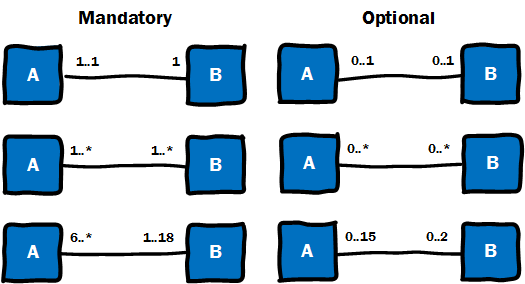 Mandatory Optional
A 1..1 1 B A 0..1 0..1 B
A 1..* 1..* B A 0..* 0..* B
A 6..* 1..18 B A 0..15 0..2 B